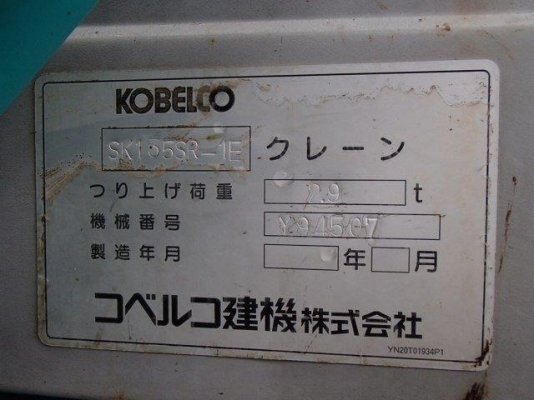 KOBELCO
クレーン
つり上げ荷重 2.9 t
機械番号
製造年月 年 月
コベルコ建機株式会社
YN20T01934P1